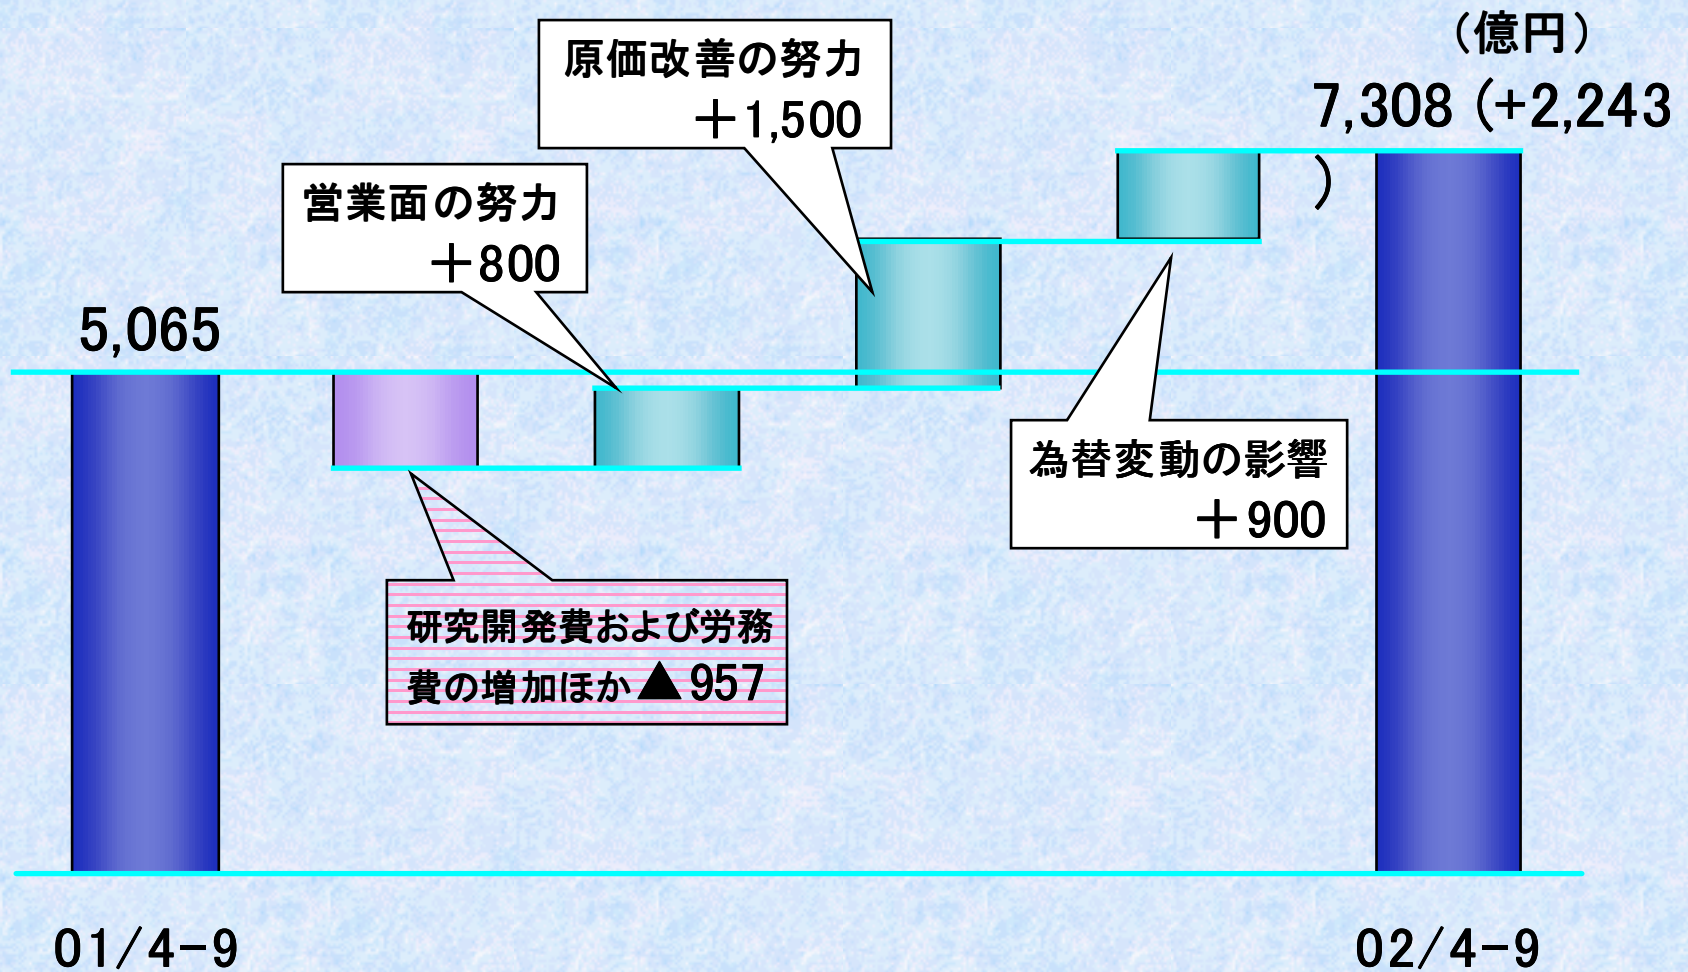 （億円）
7,308 (+2,243
)
原価改善の努力
＋1,500
営業面の努力
＋800
5,065
為替変動の影響
＋900
研究開発費および労務
費の増加ほか▲957
01/4-9
02/4-9